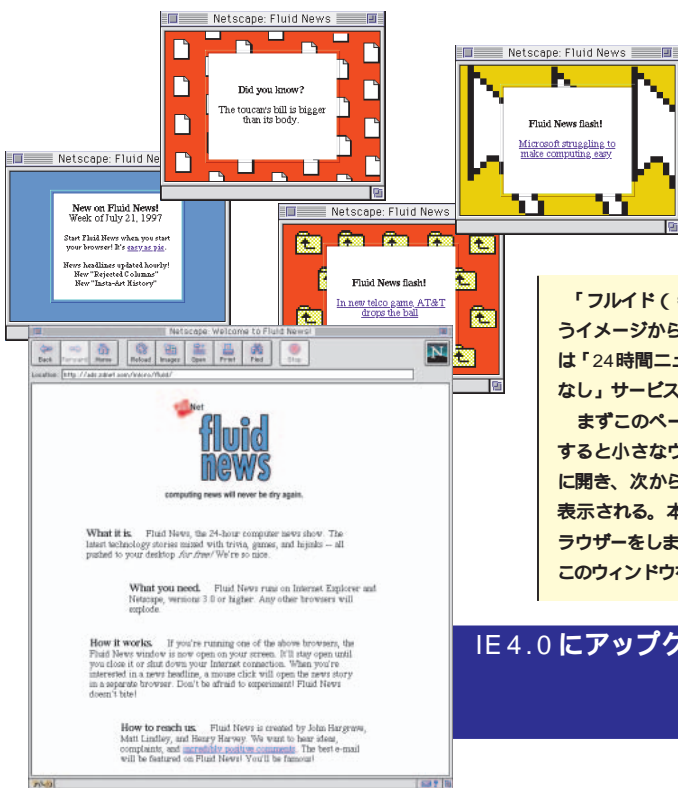 Netscape: Fluid News
Did you know?
The toucan's bill is bigger
than its body.
Netscape: Fluid News
Fluid News flash!
Microsoft struggling to
make computing easy
Netscape: Fluid Ne
New on Fluid News!
Week of July 21, 1997
Start Fluid News when you start
your browser! It's easy as pie.
News headlines updated hourly!
New "Rejected Columns"
New "Insta-Art History"
Netscape: Fluid News
Fluid News flash!
In new telco game, AT&T
drops the ball
Netscape: Welcome to Fluid News!
Back Forward Home Reload Images Open Print Find Stop
N
Location: http://adv.zdnet.com/micro/fluid/
Net
fluid
news
computing news will never be dry again.
What it is. Fluid News, the 24-hour computer news show. The
latest technology stories mixed with trivia, games, and hijinks -- all
pushed to your desktop for free! We're so nice.
What you need. Fluid News runs on Internet Explorer and
Netscape, versions 3.0 or higher. Any other browsers will
explode.
How it works. If you're running one of the above browsers, the
Fluid News window is now open on your screen. It'll stay open until
you close it or shut down your Internet connection. When you're
interested in a news headline, a mouse click will open the news story
in a separate browser. Don't be afraid to experiment! Fluid News
doesn't bite!
How to reach us. Fluid News is created by John Hargrave,
Matt Lindley, and Henry Harvey. We want to hear ideas,
complaints, and incredibly positive comments. The best e-mail
will be featured on Fluid News! You'll be famous!
「フルイド(
うイメージから
は「24時間ニュ
なし」サービス
まずこのペー
すると小さなウ
に開き、次から
表示される。本
ラウザーをしま
このウィンドウを
IE4.0にアップク